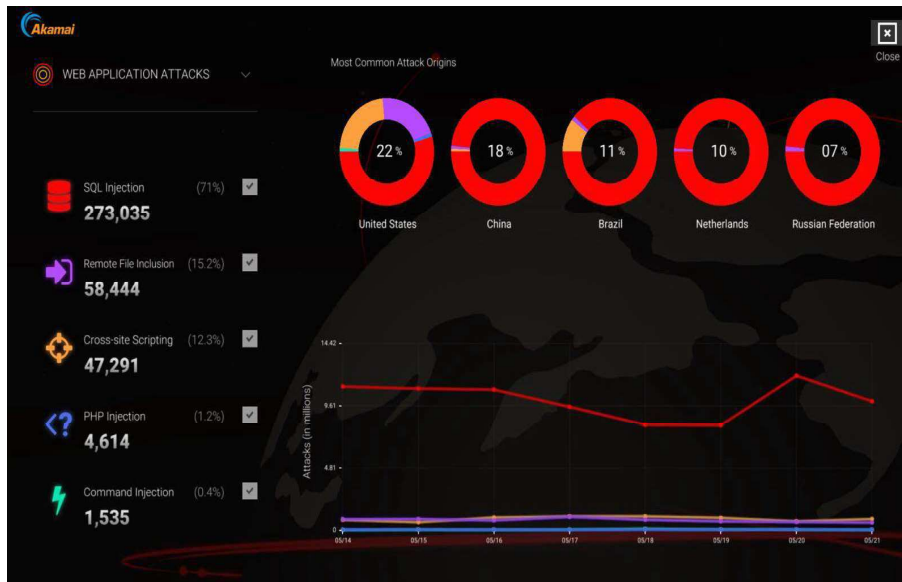 Akamai
Close
WEB APPLICATION ATTACKS
SQL Injection (71%)
273,035
Remote File Inclusion (15.2%)
58,444
Cross-site Scripting (12.3%)
47,291
PHP Injection (1.2%)
4,614
Command Injection (0.4%)
1,535
Most Common Attack Origins
22 % 18 % 11 % 10 % 07 %
United States China Brazil Netherlands Russian Federation
Attacks (in millions)
14.42
9.61
4.81
0
05/14 05/15 05/16 05/17 05/18 05/19 05/20 05/21